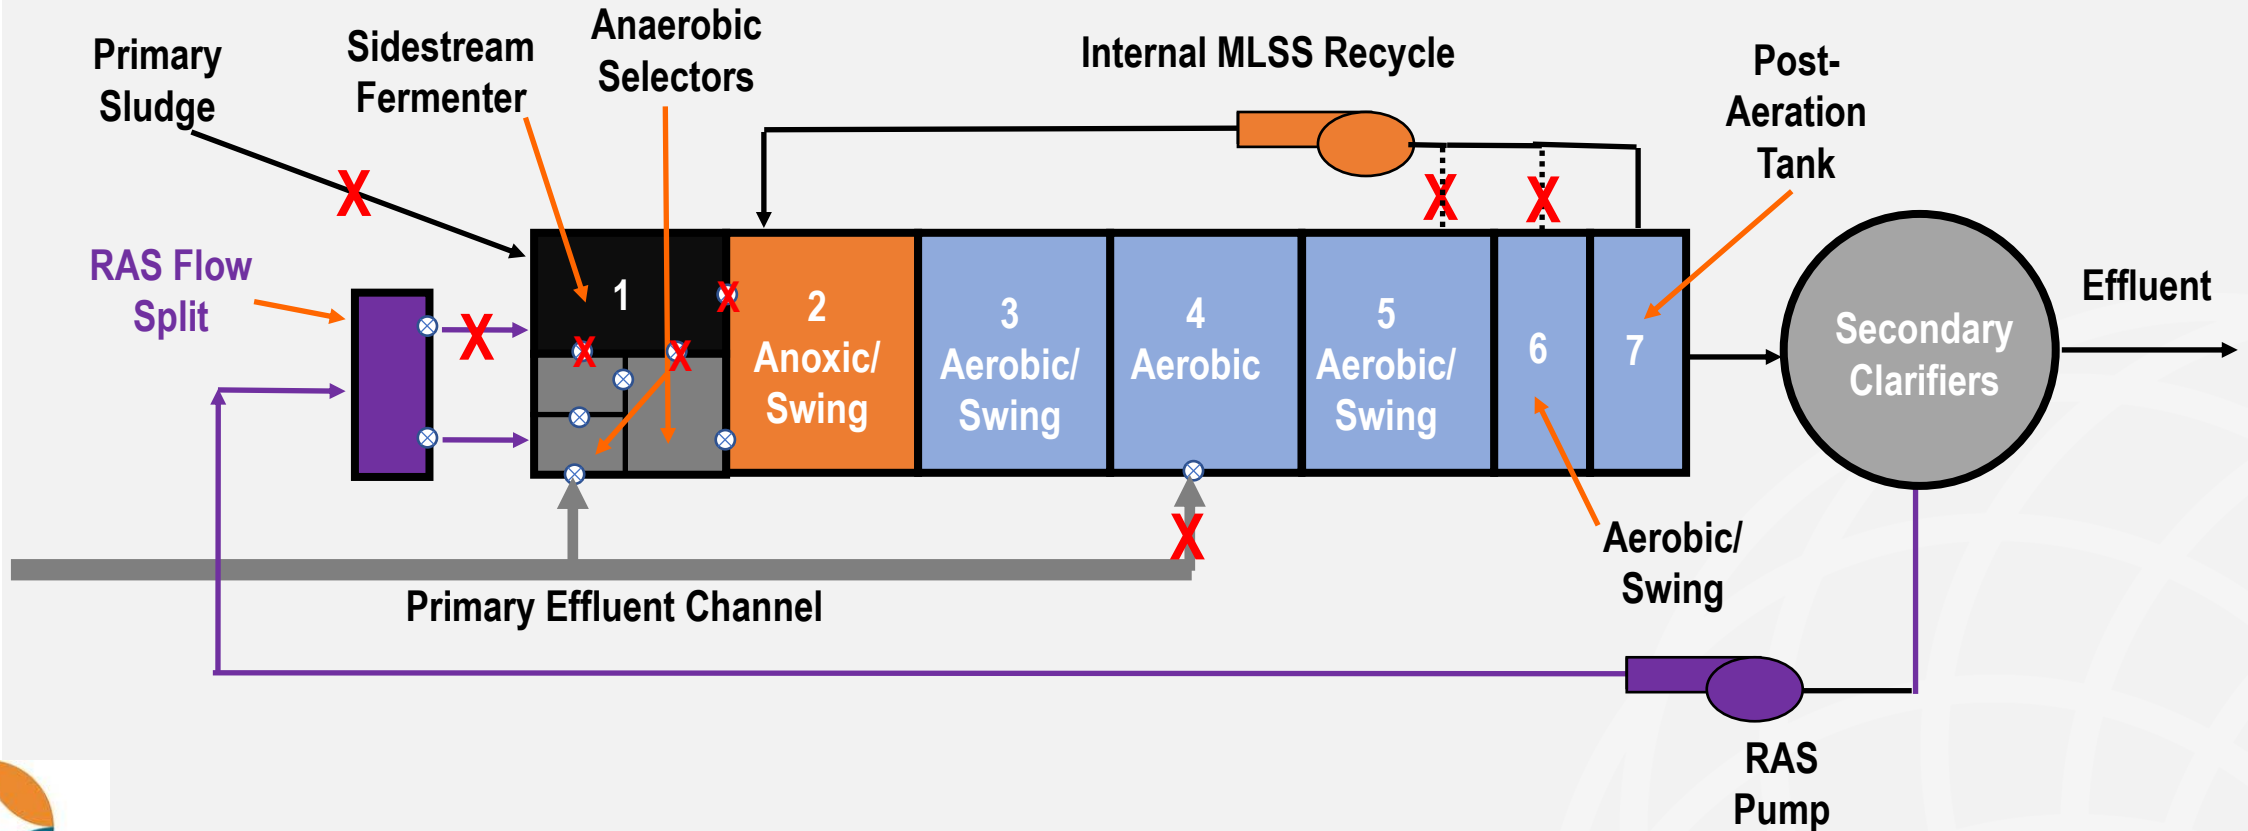 Primary
Sludge
Sidestream
Fermenter
Anaerobic
Selectors
Internal MLSS Recycle
Post-
Aeration
Tank
RAS Flow
Split
X
X
X
X
X
X
X
X
1
2
Anoxic/
Swing
3
Aerobic/
Swing
4
Aerobic
5
Aerobic/
Swing
6
7
Secondary
Clarifiers
Effluent
Aerobic/
Swing
Primary Effluent Channel
RAS
Pump